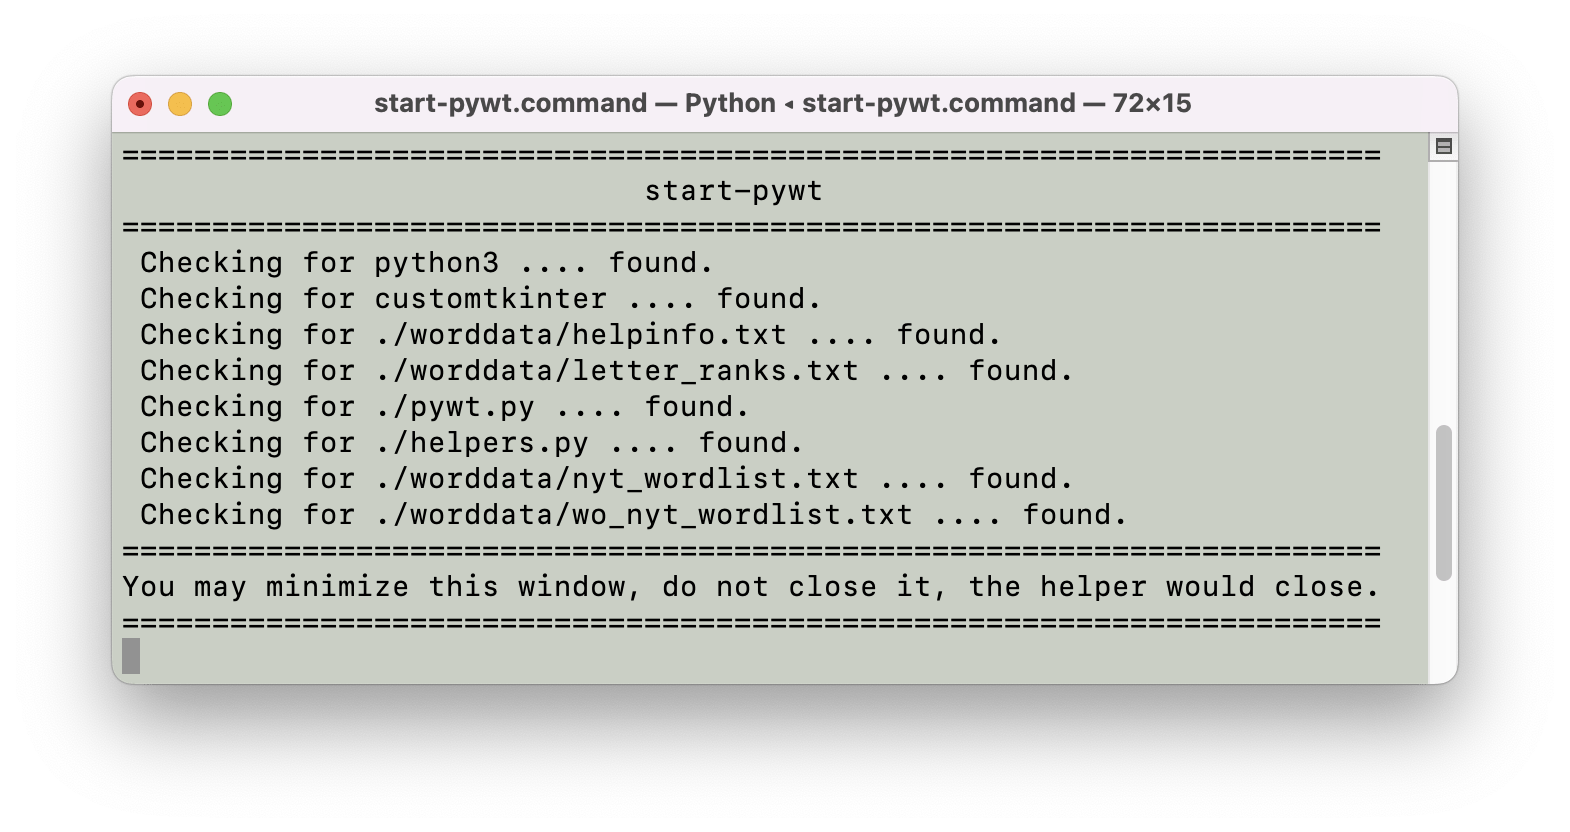 start-pywt.command — Python ◂ start-pywt.command — 72×15
======================================================================
start-pywt
======================================================================
Checking for python3 .... found.
Checking for customtkinter .... found.
Checking for ./worddata/helpinfo.txt .... found.
Checking for ./worddata/letter_ranks.txt .... found.
Checking for ./pywt.py .... found.
Checking for ./helpers.py .... found.
Checking for ./worddata/nyt_wordlist.txt .... found.
Checking for ./worddata/wo_nyt_wordlist.txt .... found.
======================================================================
You may minimize this window, do not close it, the helper would close.
======================================================================